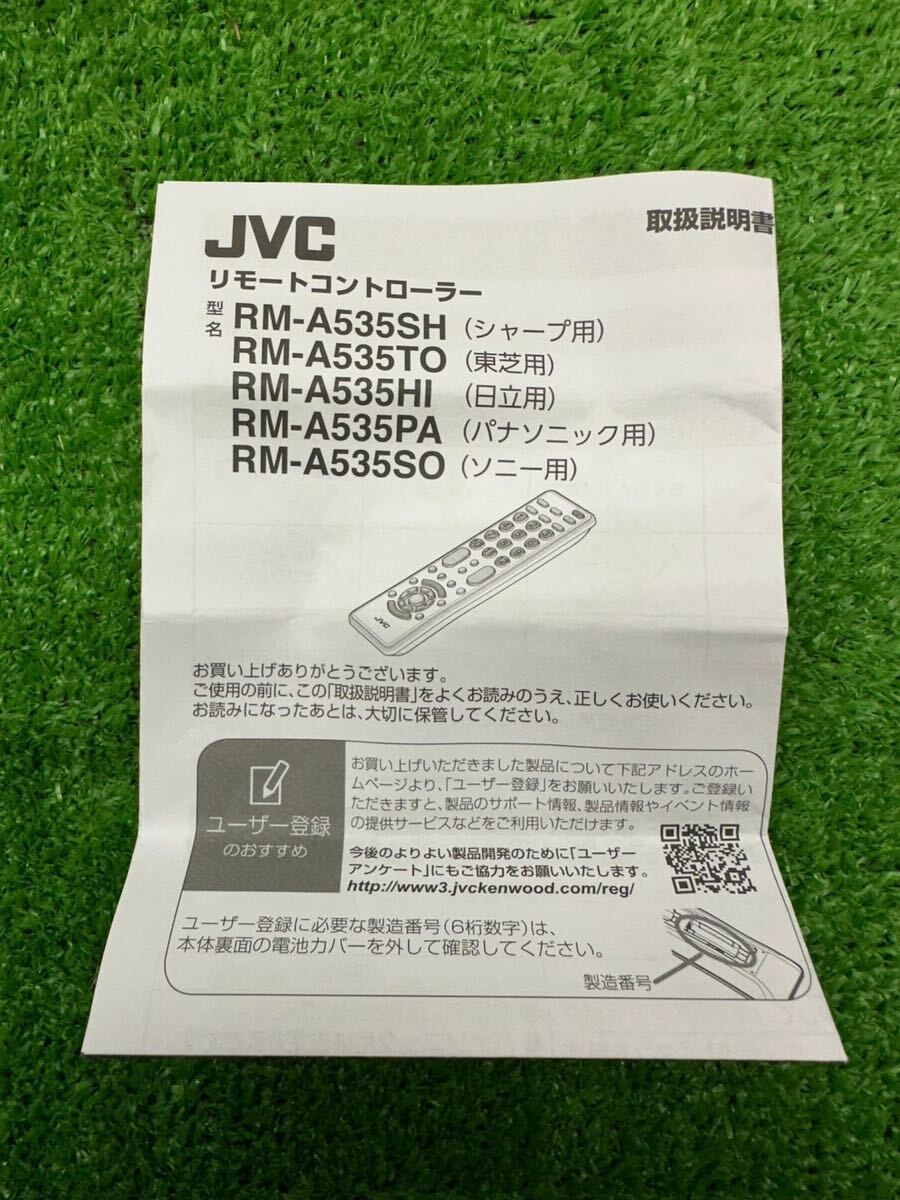 JVC
取扱説明書
リモートコントローラー
型名
RM-A535SH（シャープ用）
RM-A535TO（東芝用）
RM-A535HI（日立用）
RM-A535PA（パナソニック用）
RM-A535SO（ソニー用）
JVC
お買い上げありがとうございます。
ご使用の前に、この「取扱説明書」をよくお読みのうえ、正しくお使いください。
お読みになったあとは、大切に保管してください。
ユーザー登録
のおすすめ
お買い上げいただきました製品について下記アドレスのホー
ムページより、「ユーザー登録」をお願いいたします。ご登録い
ただきますと、製品のサポート情報、製品情報やイベント情報
の提供サービスなどをご利用いただけます。
今後のよりよい製品開発のために「ユーザー
アンケート」にもご協力をお願いいたします。
http://www3.jvckenwood.com/reg/
ユーザー登録に必要な製造番号（6桁数字）は、
本体裏面の電池カバーを外して確認してください。
製造番号